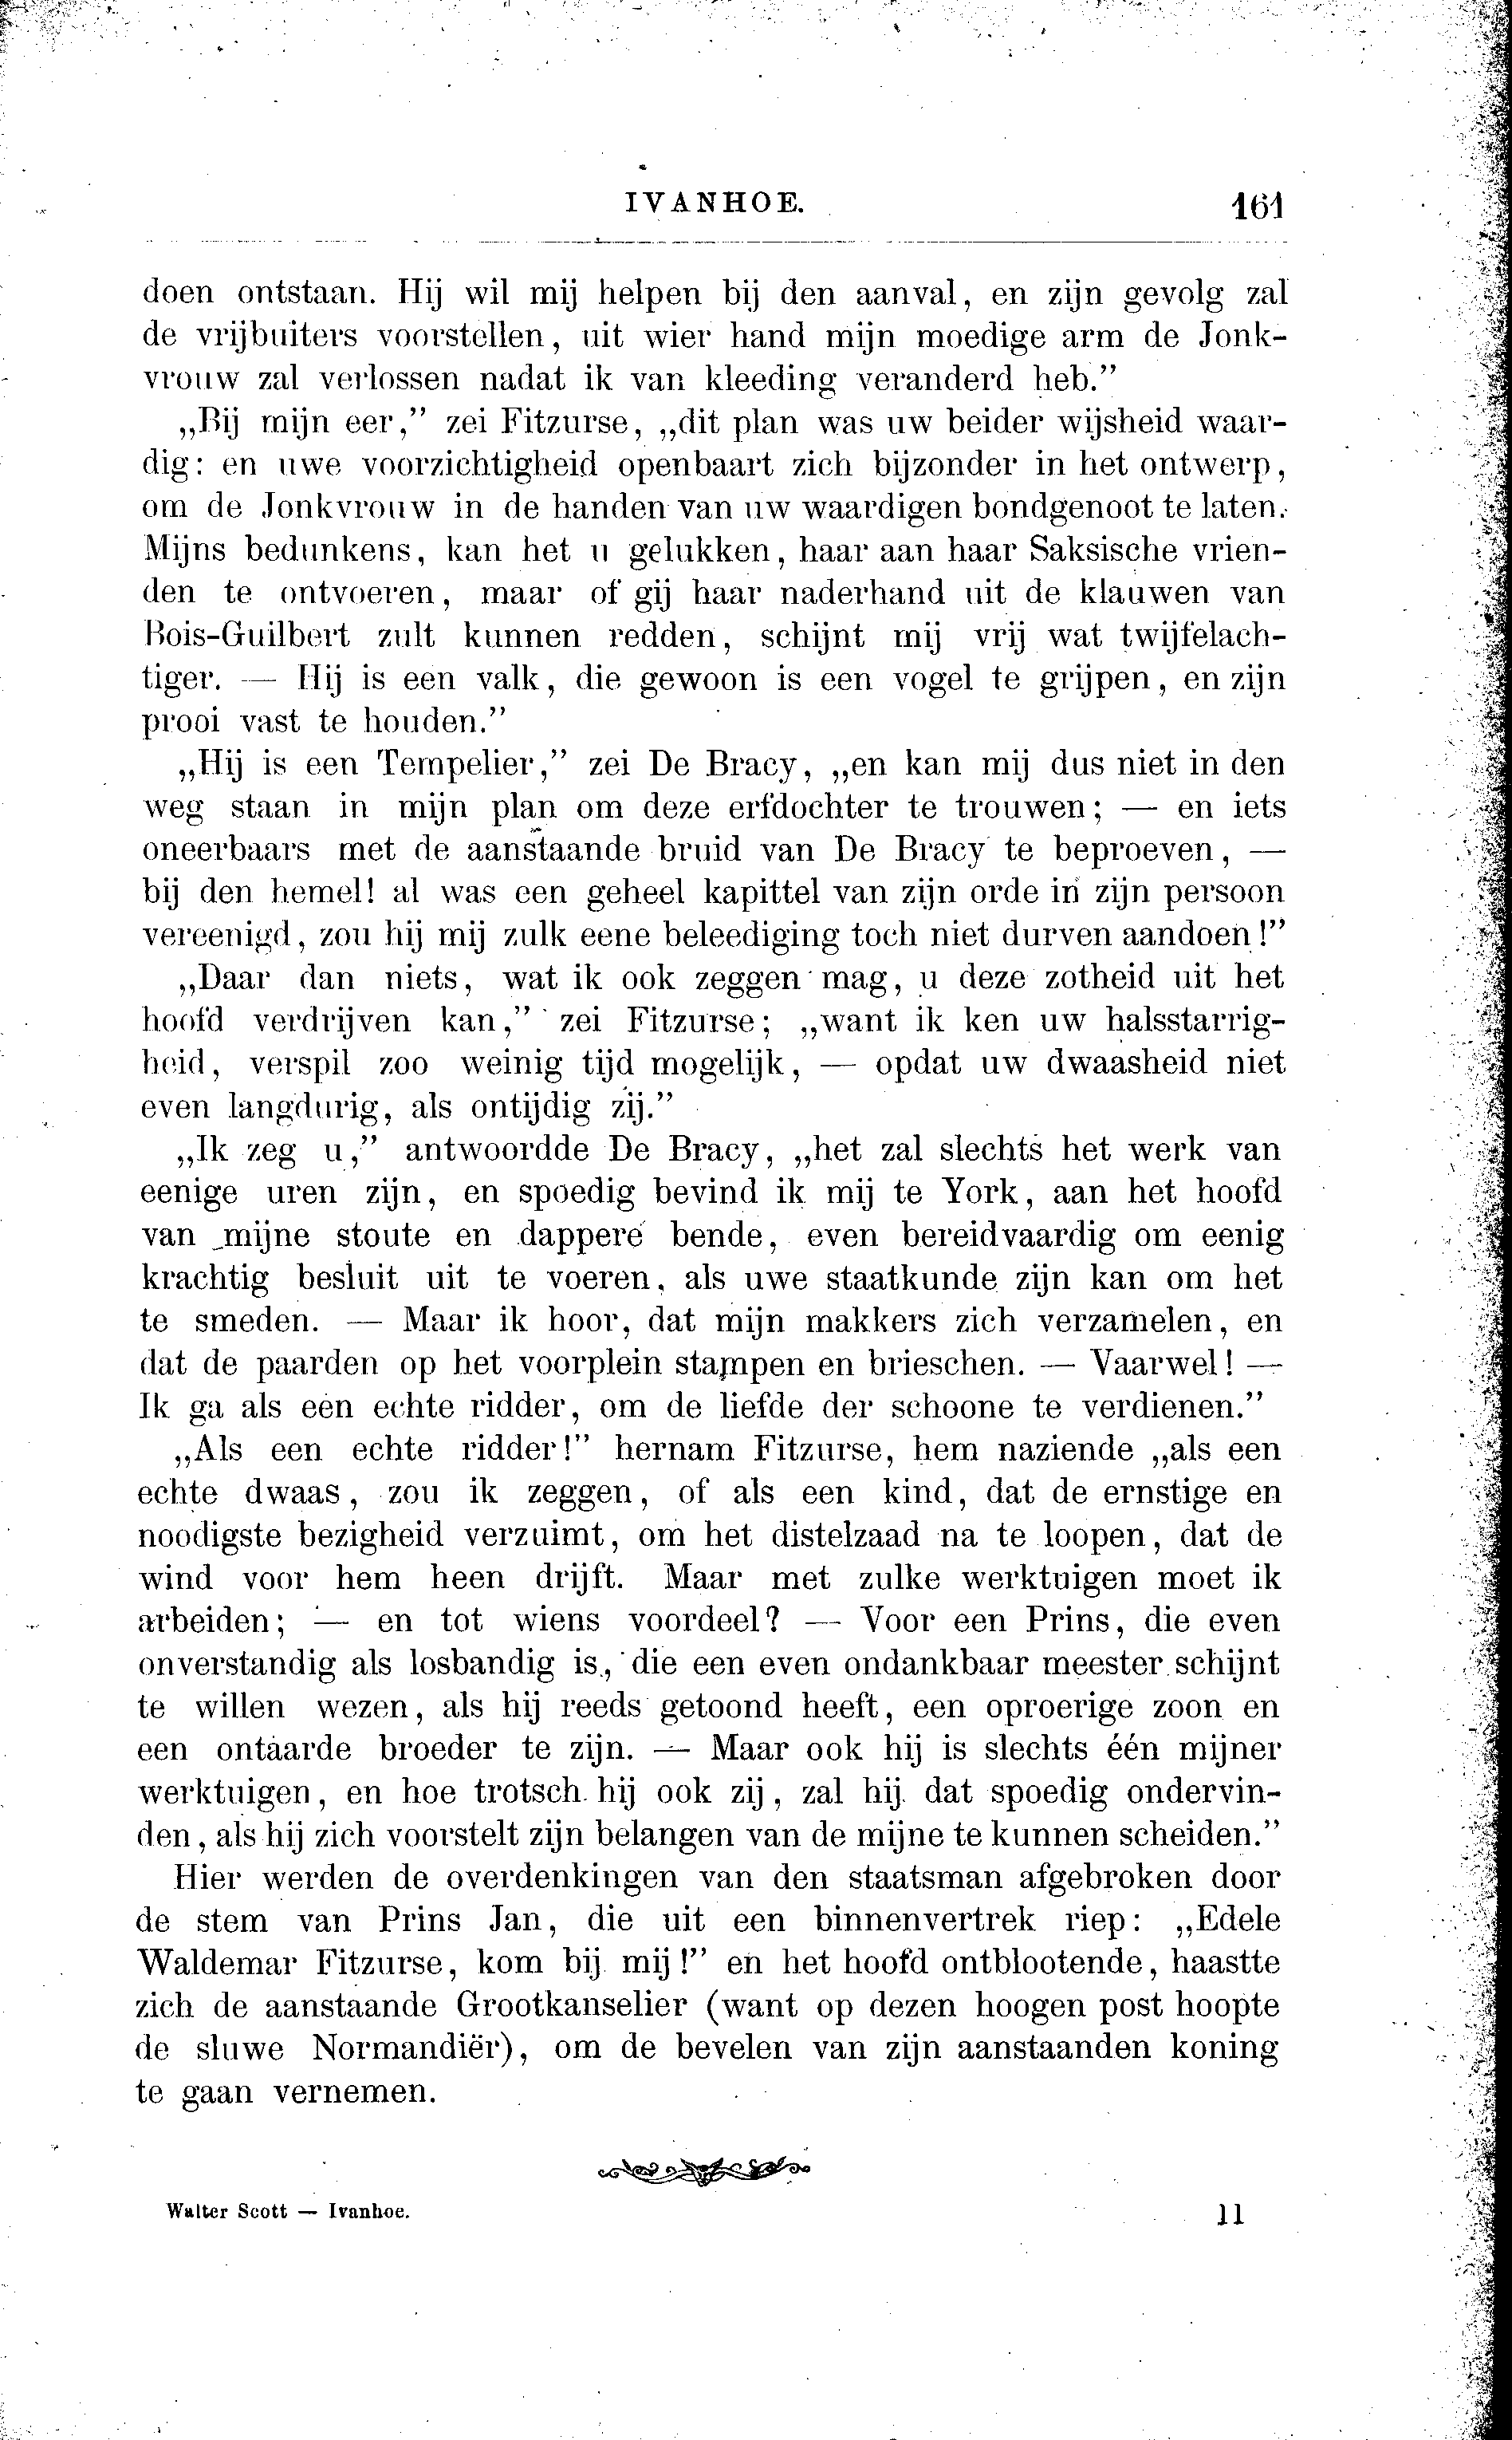 IVANHOE. 161
doen ontstaan. Hij wil mij helpen bij den aanval, en zijn gevolg zal
de vrijbuiters voorstellen, uit wier hand mijn moedige arm de Jonk-
vrouw zal verlossen nadat ik van kleeding veranderd heb.”
„Bij mijn eer,” zei Fitzurse, „dit plan was uw beider wijsheid waar-
dig: en uwe voorzichtigheid openbaart zich bijzonder in het ontwerp,
om de Jonkvrouw in de handen van uw waardigen bondgenoot te laten.
Mijns bedunkens, kan het u gelukken, haar aan haar Saksische vrien-
den te ontvoeren, maar of gij haar naderhand uit de klauwen van
Bois-Guilbert zult kunnen redden, schijnt mij vrij wat twijfelach-
tiger. — Hij is een valk, die gewoon is een vogel te grijpen, en zijn
prooi vast te houden.”
„Hij is een Tempelier,” zei De Bracy, „en kan mij dus niet in den
weg staan in mijn plan om deze erfdochter te trouwen; — en iets
oneerbaars met de aanstaande bruid van De Bracy te beproeven, —
bij den hemel! al was een geheel kapittel van zijn orde in zijn persoon
vereenigd, zou hij mij zulk eene beleediging toch niet durven aandoen!”
„Daar dan niets, wat ik ook zeggen mag, u deze zotheid uit het
hoofd verdrijven kan,” zei Fitzurse; „want ik ken uw halsstarrig-
heid, verspil zoo weinig tijd mogelijk, — opdat uw dwaasheid niet
even langdurig, als ontijdig zij.”
„Ik zeg u,” antwoordde De Bracy, „het zal slechts het werk van
eenige uren zijn, en spoedig bevind ik mij te York, aan het hoofd
van mijne stoute en dappere bende, even bereidvaardig om eenig
krachtig besluit uit te voeren, als uwe staatkunde zijn kan om het
te smeden. — Maar ik hoor, dat mijn makkers zich verzamelen, en
dat de paarden op het voorplein stampen en brieschen. — Vaarwel! —
Ik ga als een echte ridder, om de liefde der schoone te verdienen.”
„Als een echte ridder!” hernam Fitzurse, hem naziende „als een
echte dwaas, zou ik zeggen, of als een kind, dat de ernstige en
noodigste bezigheid verzuimt, om het distelzaad na te loopen, dat de
wind voor hem heen drijft. Maar met zulke werktuigen moet ik
arbeiden; — en tot wiens voordeel? — Voor een Prins, die even
onverstandig als losbandig is, die een even ondankbaar meester schijnt
te willen wezen, als hij reeds getoond heeft, een oproerige zoon en
een ontaarde broeder te zijn. — Maar ook hij is slechts één mijner
werktuigen, en hoe trotsch hij ook zij, zal hij dat spoedig ondervin-
den, als hij zich voorstelt zijn belangen van de mijne te kunnen scheiden.”
Hier werden de overdenkingen van den staatsman afgebroken door
de stem van Prins Jan, die uit een binnenvertrek riep: „Edele
Waldemar Fitzurse, kom bij mij!” en het hoofd ontblootende, haastte
zich de aanstaande Grootkanselier (want op dezen hoogen post hoopte
de sluwe Normandiër), om de bevelen van zijn aanstaanden koning
te gaan vernemen.
Walter Scott — Ivanhoe. 11